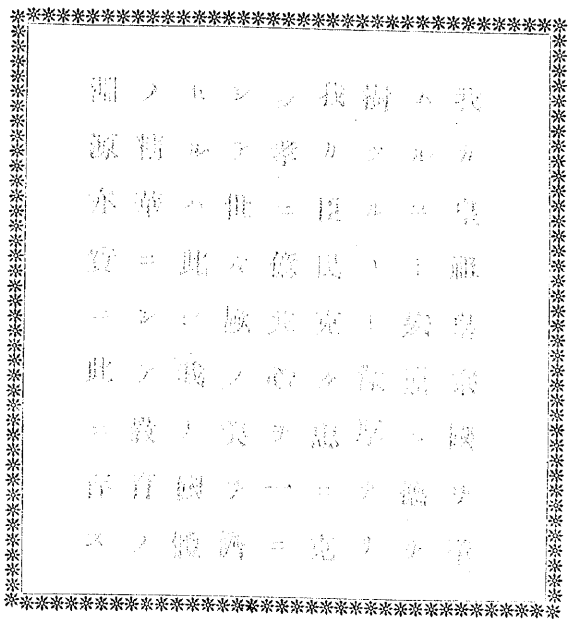 我カ皇祖皇宗國ヲ肇
ムルコト宏遠ニ德ヲ
樹ツルコト深厚ナリ
我カ臣民克ク忠ニ克
ク孝ニ億兆心ヲ一ニ
シテ世々厥ノ美ヲ濟
セルハ此レ我カ國體
ノ精華ニシテ教育ノ
淵源亦實ニ此ニ存ス